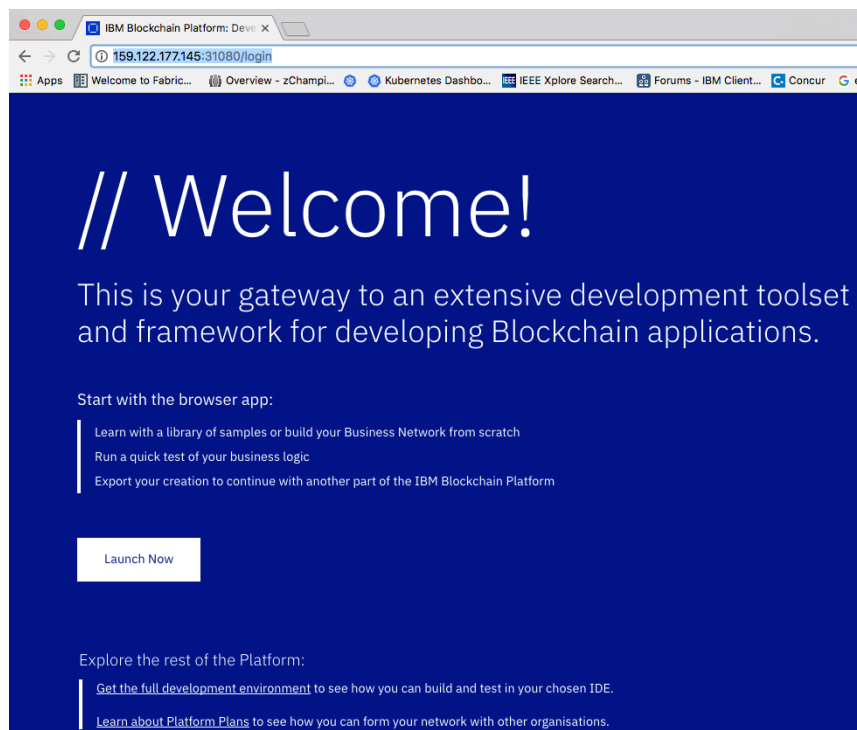 IBM Blockchain Platform: Deve
159.122.177.145:31080/login
Apps Welcome to Fabric... Overview - zChampi... Kubernetes Dashbo... IEEE IEEE Xplore Search... Forums - IBM Client... C. Concur G e
// Welcome!
This is your gateway to an extensive development toolset
and framework for developing Blockchain applications.
Start with the browser app:
Learn with a library of samples or build your Business Network from scratch
Run a quick test of your business logic
Export your creation to continue with another part of the IBM Blockchain Platform
Launch Now
Explore the rest of the Platform:
Get the full development environment to see how you can build and test in your chosen IDE.
Learn about Platform Plans to see how you can form your network with other organisations.